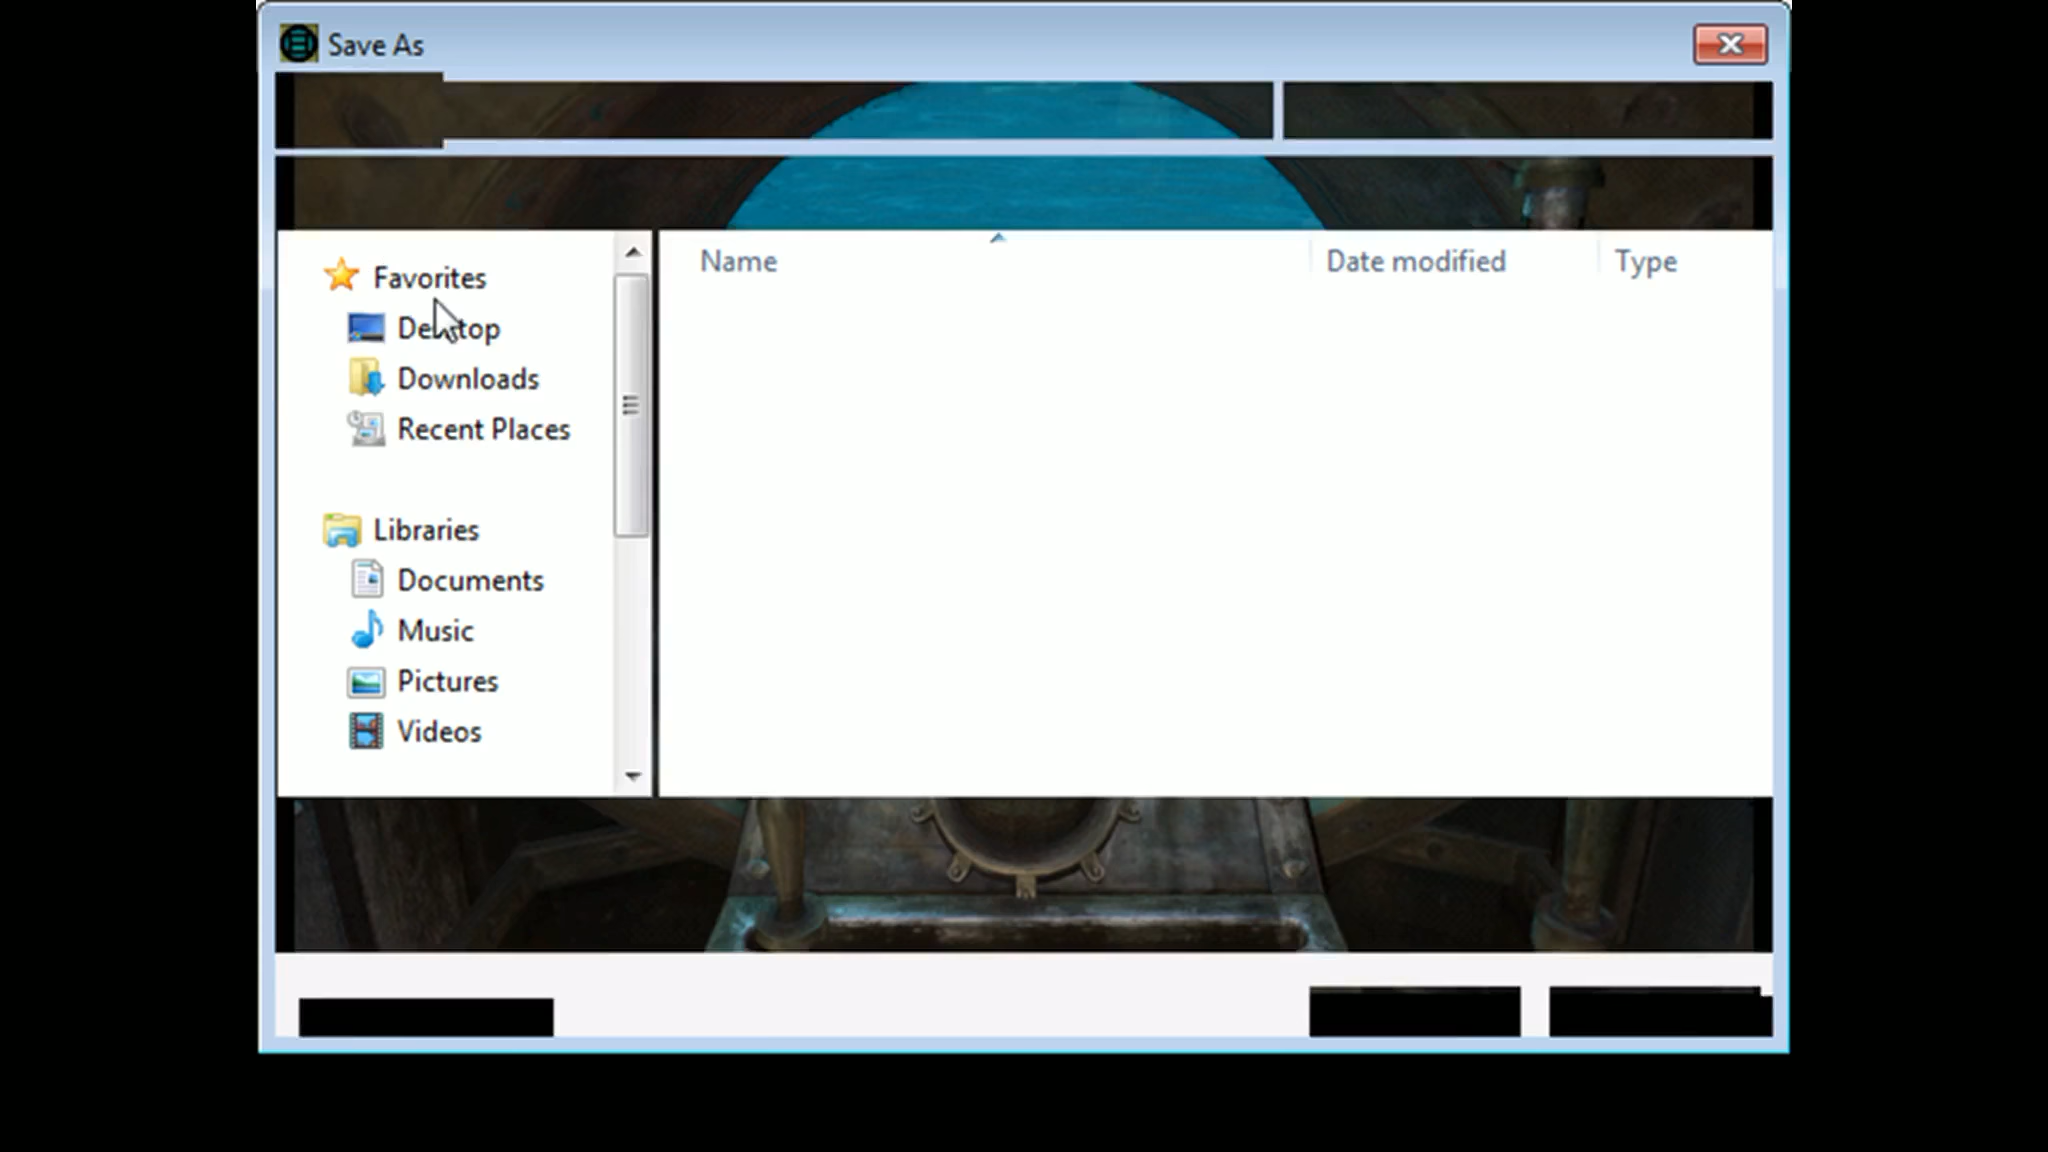 Save As
Name Date modified Type
Favorites
Desktop
Downloads
Recent Places
Libraries
Documents
Music
Pictures
Videos